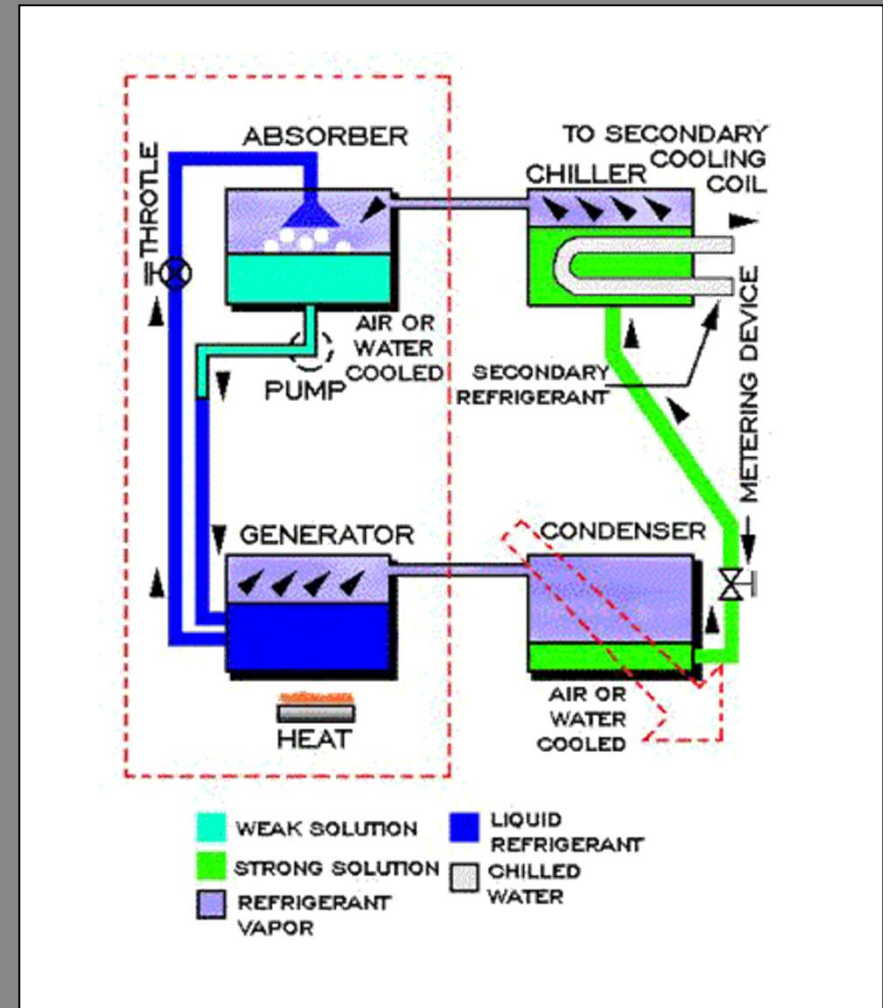 ABSORBER
TO SECONDARY
COOLING
COIL
CHILLER
THROTTLE
AIR OR
WATER
COOLED
PUMP
SECONDARY
REFRIGERANT
METERING DEVICE
GENERATOR
CONDENSER
HEAT
AIR OR
WATER
COOLED
WEAK SOLUTION
STRONG SOLUTION
REFRIGERANT
VAPOR
LIQUID
REFRIGERANT
CHILLED
WATER